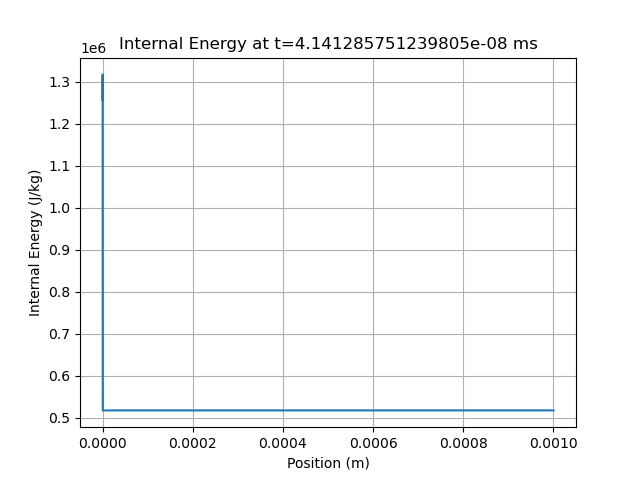 Internal Energy at t=4.141285751239805e-08 ms
1e6
1.3
1.2
1.1
1.0
0.9
0.8
0.7
0.6
0.5
Internal Energy (J/kg)
0.0000 0.0002 0.0004 0.0006 0.0008 0.0010
Position (m)